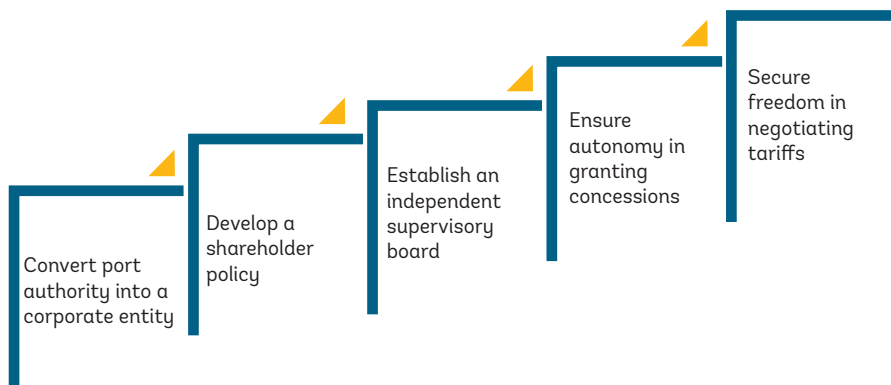 Convert port
authority into a
corporate entity
Develop a
shareholder
policy
Establish an
independent
supervisory
board
Ensure
autonomy in
granting
concessions
Secure
freedom in
negotiating
tariffs